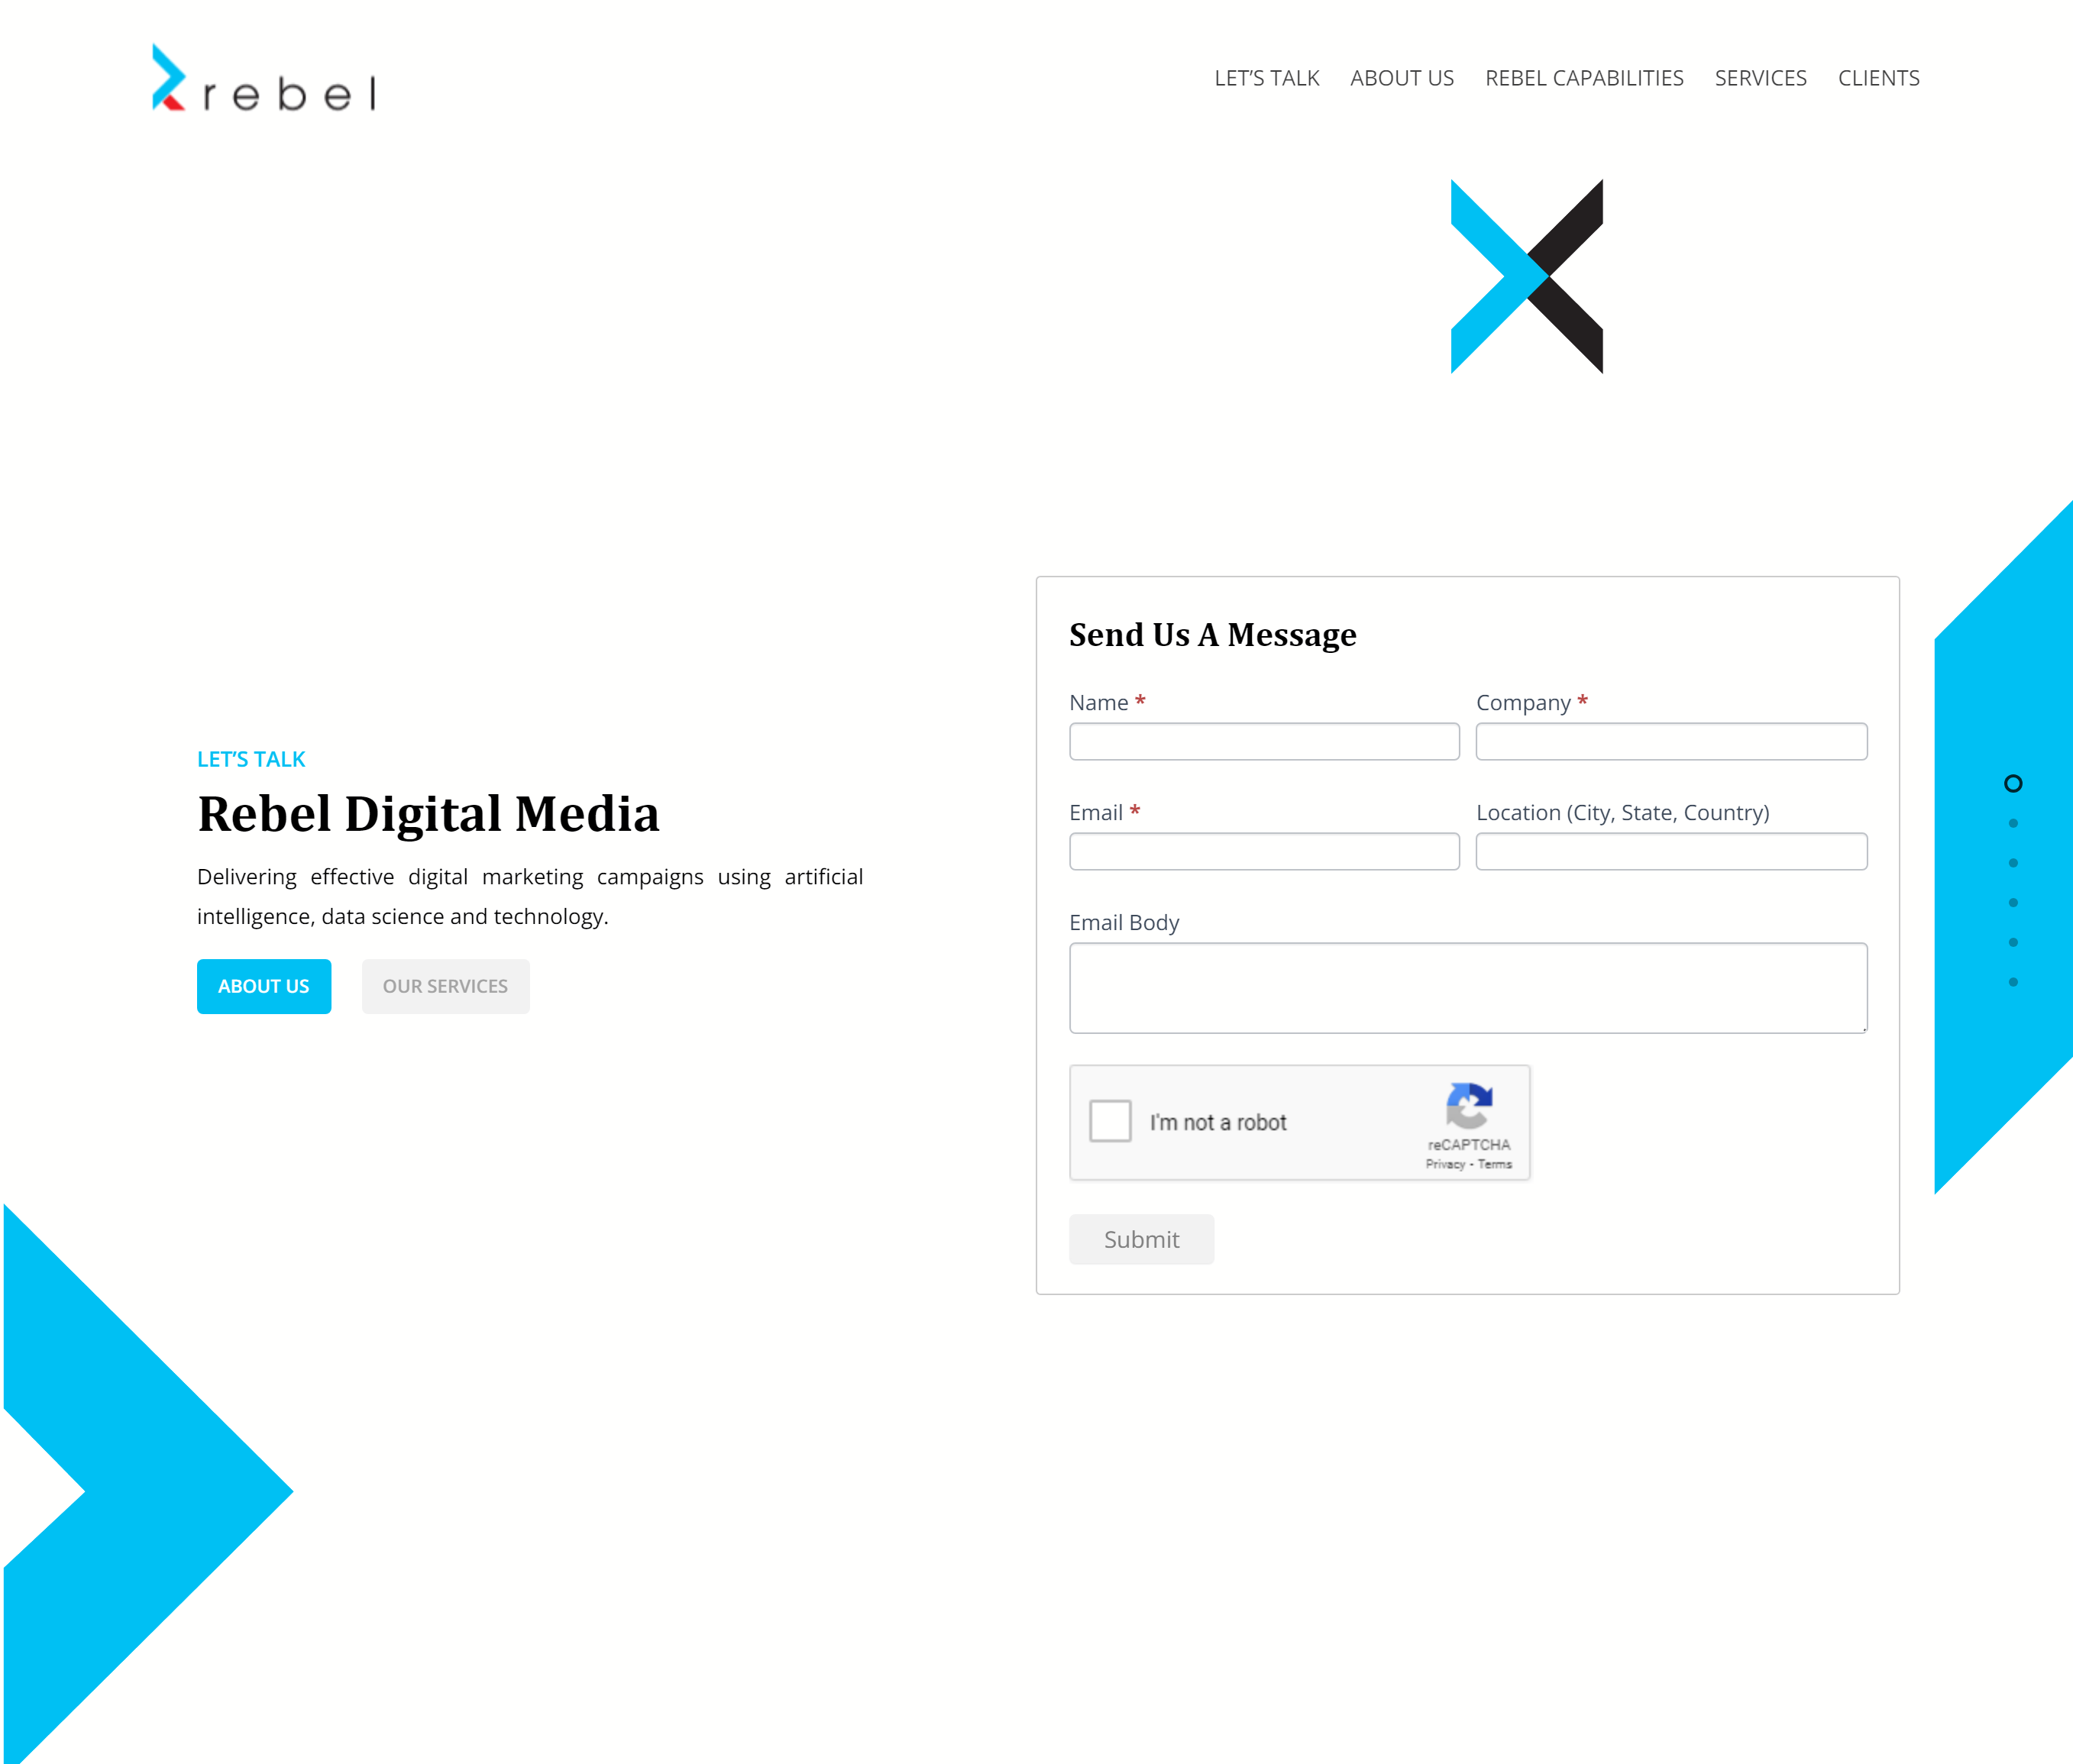 rebel
LET'S TALK ABOUT US REBEL CAPABILITIES SERVICES CLIENTS
LET'S TALK
Rebel Digital Media
Delivering effective digital marketing campaigns using artificial
intelligence, data science and technology.
ABOUT US OUR SERVICES
Send Us A Message
Name * Company *
Email * Location (City, State, Country)
Email Body
I'm not a robot
reCAPTCHA
Privacy - Terms
Submit